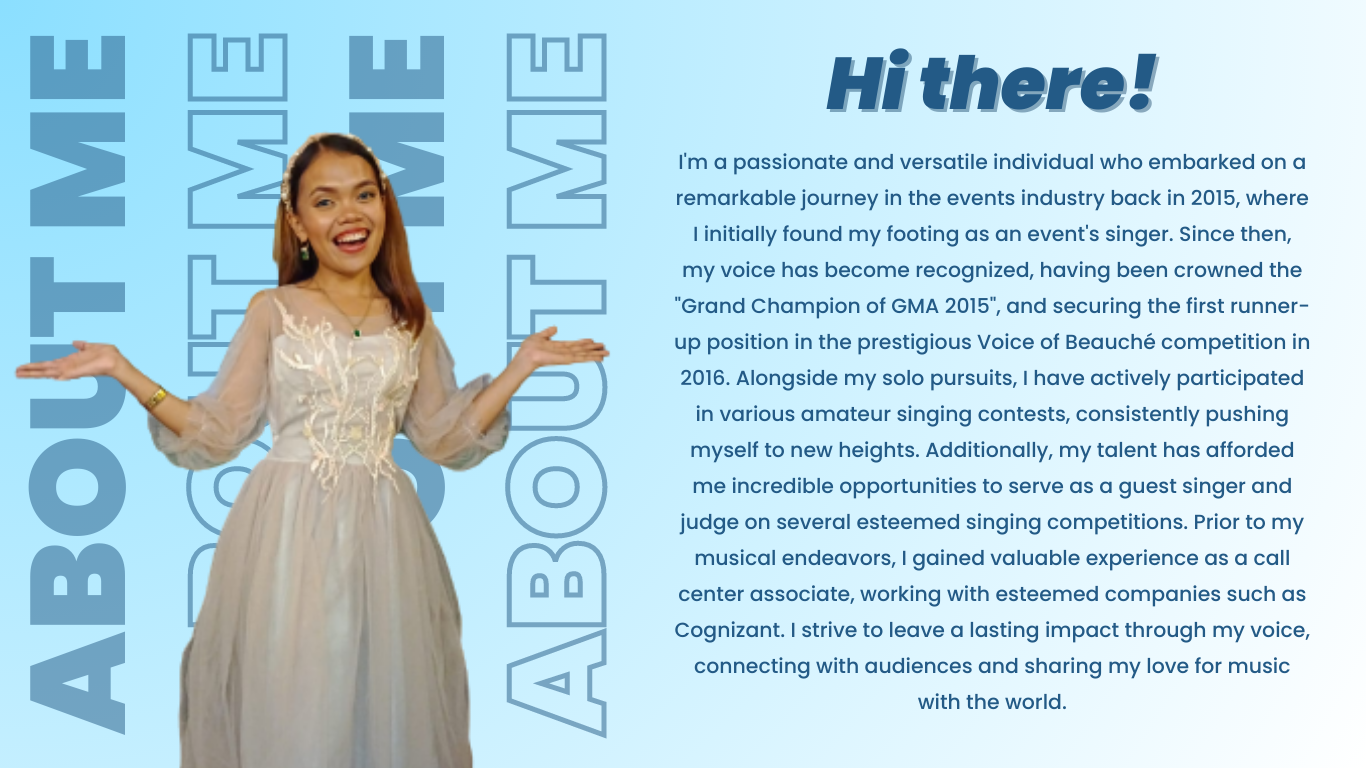 ABOUT ME
ABOUT ME
OUT ME
ABOUT ME
Hi there!
I'm a passionate and versatile individual who embarked on a
remarkable journey in the events industry back in 2015, where
I initially found my footing as an event's singer. Since then,
my voice has become recognized, having been crowned the
"Grand Champion of GMA 2015", and securing the first runner-
up position in the prestigious Voice of Beauché competition in
2016. Alongside my solo pursuits, I have actively participated
in various amateur singing contests, consistently pushing
myself to new heights. Additionally, my talent has afforded
me incredible opportunities to serve as a guest singer and
judge on several esteemed singing competitions. Prior to my
musical endeavors, I gained valuable experience as a call
center associate, working with esteemed companies such as
Cognizant. I strive to leave a lasting impact through my voice,
connecting with audiences and sharing my love for music
with the world.